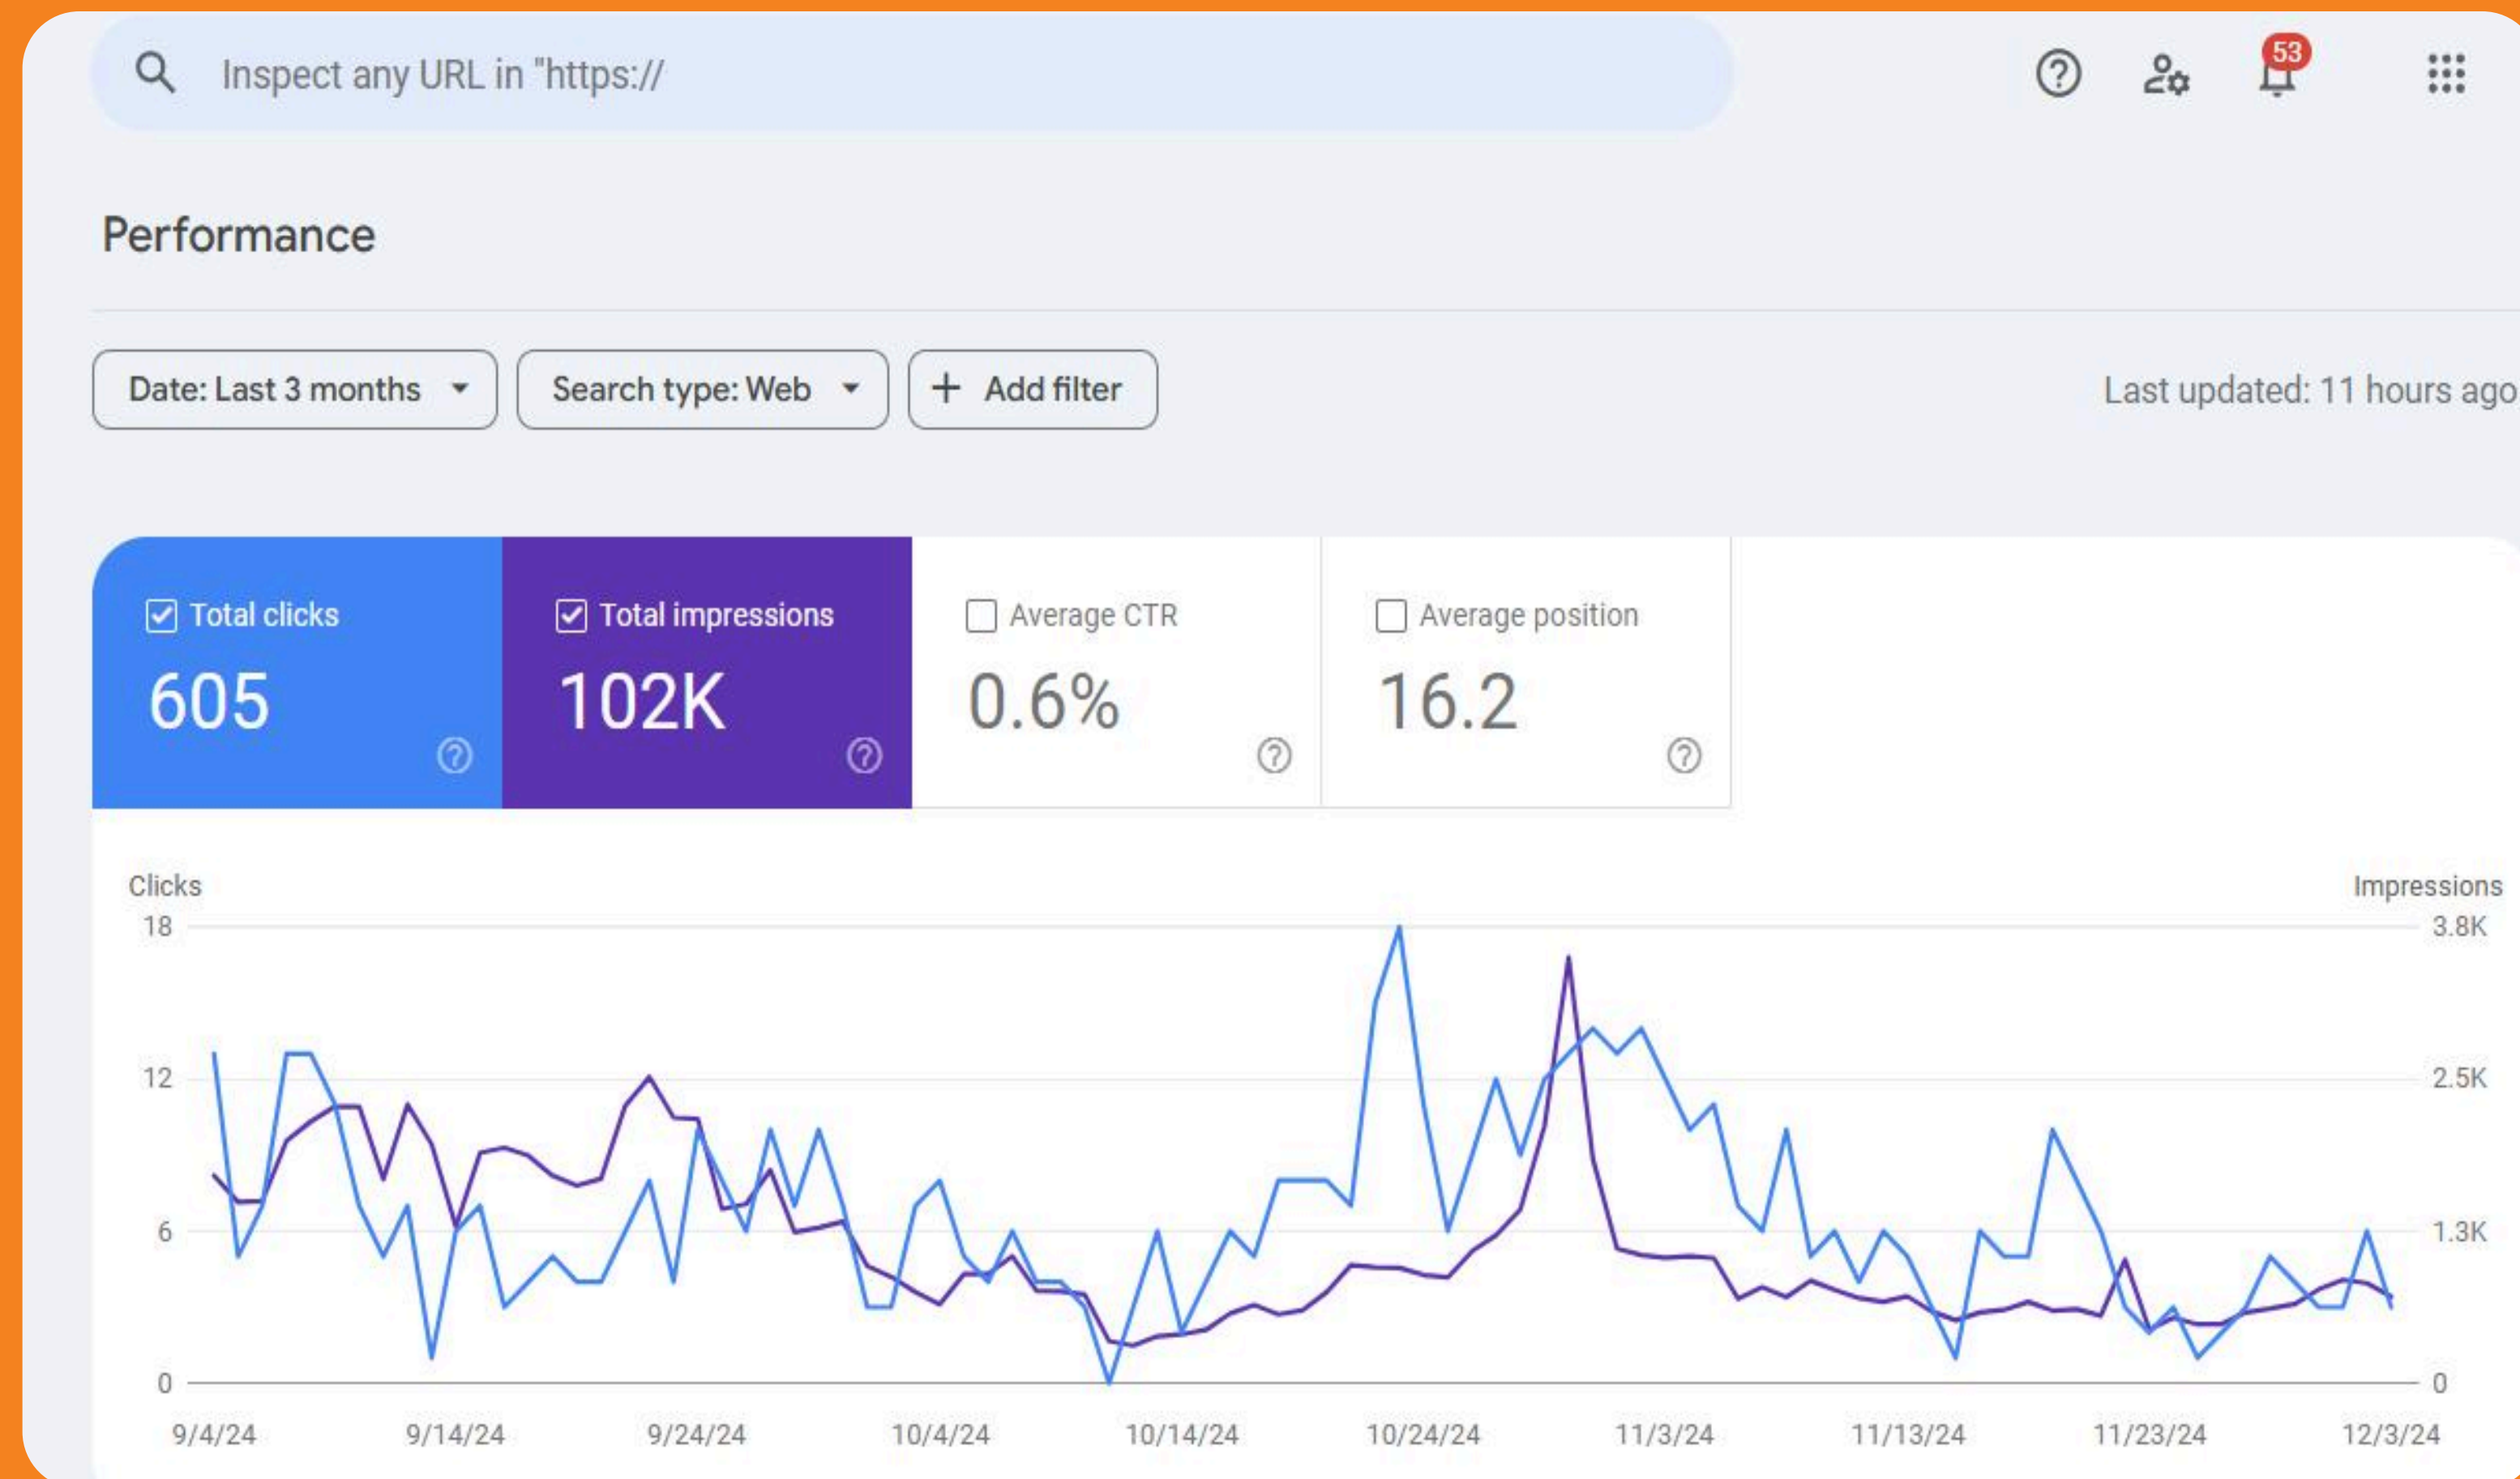 Inspect any URL in "https://
53
Performance
Date: Last 3 months
Search type: Web
+ Add filter
Last updated: 11 hours ago
Total clicks
605
Total impressions
102K
Average CTR
0.6%
Average position
16.2
Clicks
Impressions
18
3.8K
12
2.5K
6
1.3K
0
0
9/4/24
9/14/24
9/24/24
10/4/24
10/14/24
10/24/24
11/3/24
11/13/24
11/23/24
12/3/24